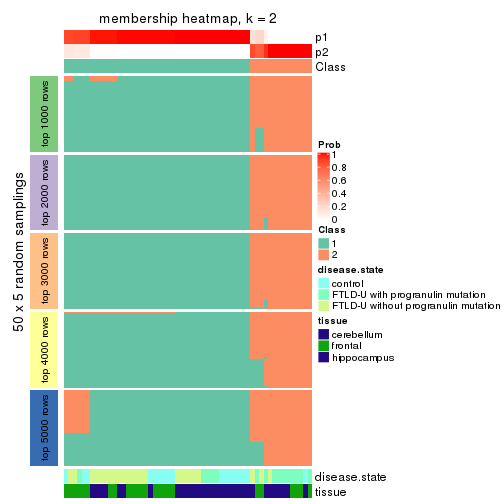 membership heatmap, k = 2
p1
p2
Class
50 x 5 random samplings
top 1000 rows
top 2000 rows
top 3000 rows
top 4000 rows
top 5000 rows
Prob
1
0.8
0.6
0.4
0.2
0
Class
1
2
disease.state
control
FTLD-U with progranulin mutation
FTLD-U without progranulin mutation
tissue
cerebellum
frontal
hippocampus
disease.state
tissue